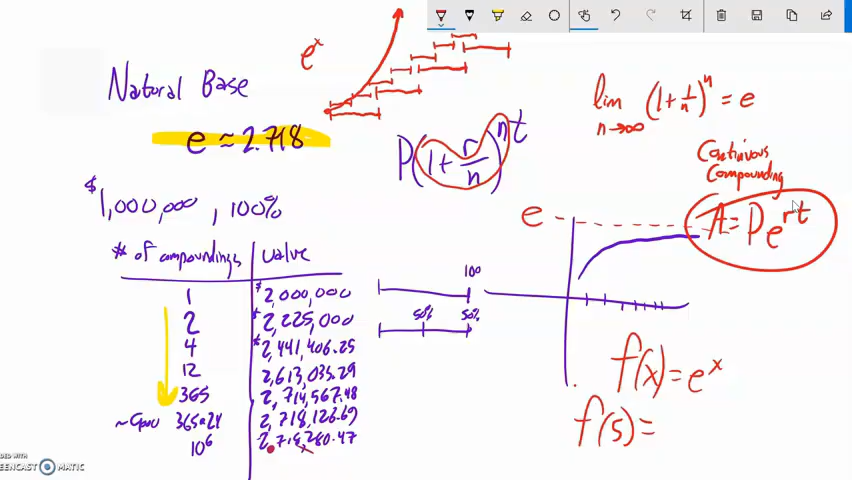 e^x
Natural Base
e ≈ 2.718
P(1 + r/n)^nt
lim (1 + 1/n)^n = e
n→∞
Continuous
Compounding
A = Pe^rt
$1,000,000, 100%
e
# of compoundings value
1 $2,000,000
2 $2,225,000
4 $2,441,406.25
12 2,613,035.29
365 2,714,567.48
365·24 2,718,126.69
10^6
100
50% 50%
f(x) = e^x
f(5) =
MATIC